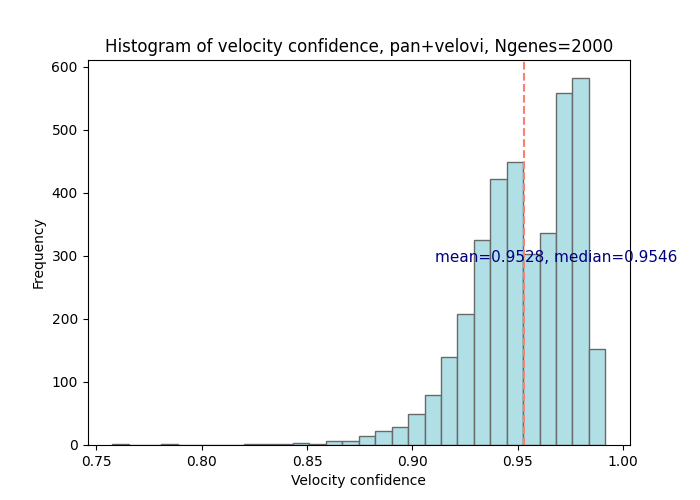 Histogram of velocity confidence, pan+velovi, Ngenes=2000
600
500
400
300
200
100
0
Frequency
mean=0.9528, median=0.9546
0.75 0.80 0.85 0.90 0.95 1.00
Velocity confidence